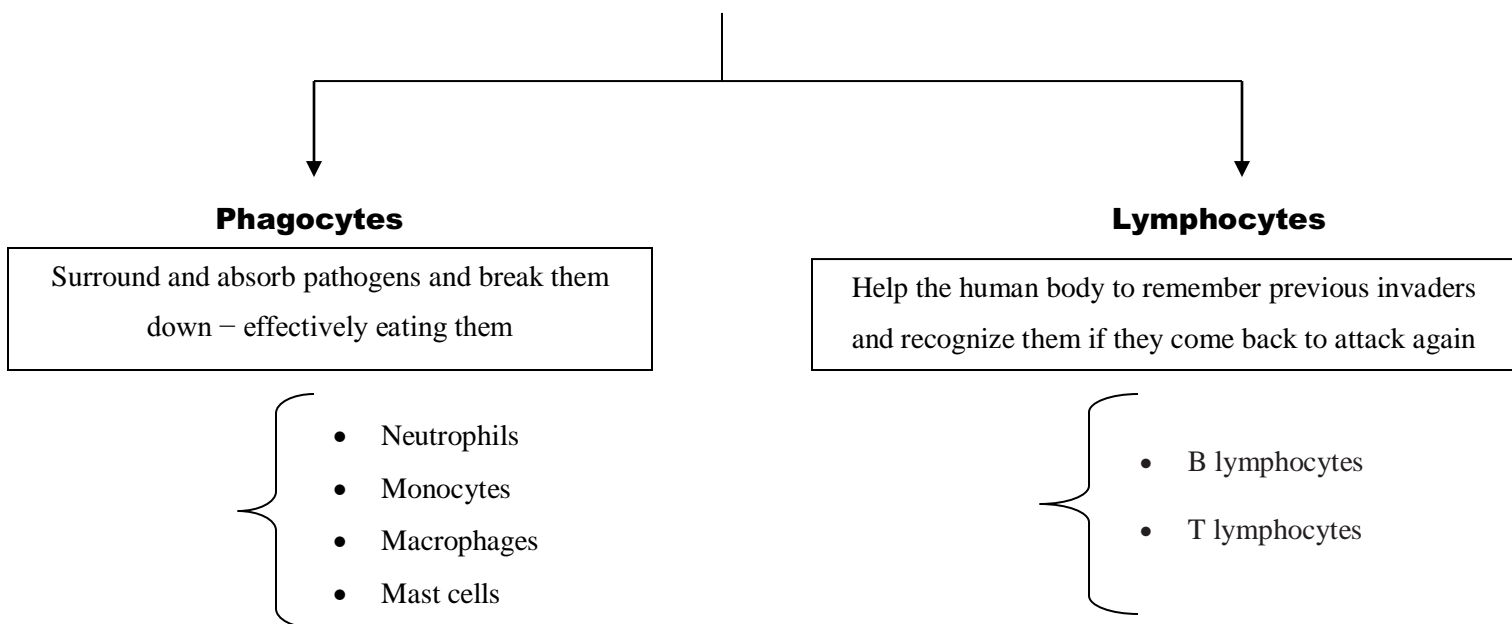 Phagocytes
Surround and absorb pathogens and break them
down − effectively eating them
• Neutrophils
• Monocytes
• Macrophages
• Mast cells
Lymphocytes
Help the human body to remember previous invaders
and recognize them if they come back to attack again
• B lymphocytes
• T lymphocytes